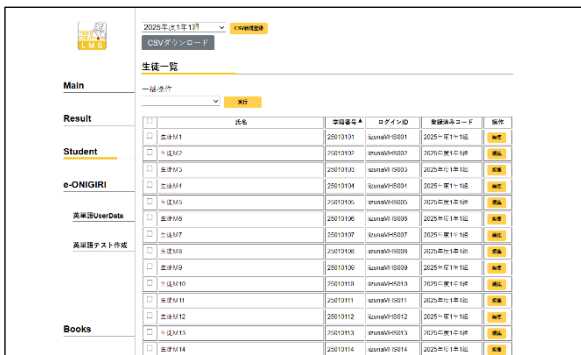 LMS
2025年度1年1組
CSV新規登録
CSVダウンロード
生徒一覧
一括操作
実行
Main
Result
Student
e-ONIGIRI
英単語UserData
英単語テスト作成
Books
氏名 学籍番号▲ ログインID 登録済みコード 操作
生徒M1 25010101 iizunaMHS001 2025年度1年1組 編集
生徒M2 25010102 iizunaMHS002 2025年度1年1組 編集
生徒M3 25010103 iizunaMHS003 2025年度1年1組 編集
生徒M4 25010104 iizunaMHS004 2025年度1年1組 編集
生徒M5 25010105 iizunaMHS005 2025年度1年1組 編集
生徒M6 25010106 iizunaMHS006 2025年度1年1組 編集
生徒M7 25010107 iizunaMHS007 2025年度1年1組 編集
生徒M8 25010108 iizunaMHS008 2025年度1年1組 編集
生徒M9 25010109 iizunaMHS009 2025年度1年1組 編集
生徒M10 25010110 iizunaMHS010 2025年度1年1組 編集
生徒M11 25010111 iizunaMHS011 2025年度1年1組 編集
生徒M12 25010112 iizunaMHS012 2025年度1年1組 編集
生徒M13 25010113 iizunaMHS013 2025年度1年1組 編集
生徒M14 25010114 iizunaMHS014 2025年度1年1組 編集